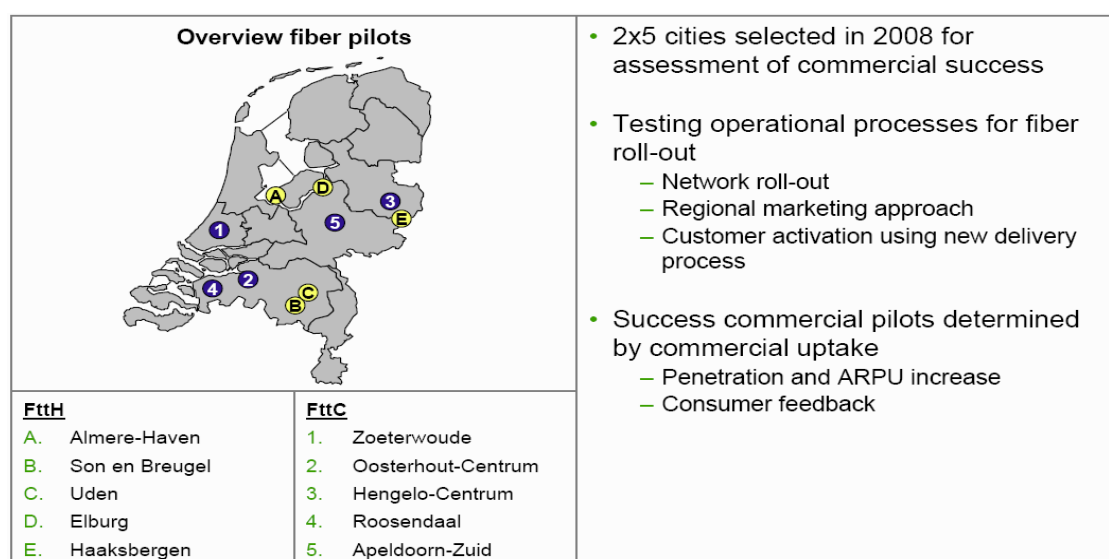 Overview fiber pilots
A
D
3
E
1
5
2
4
C
B
FttH
A. Almere-Haven
B. Son en Breugel
C. Uden
D. Elburg
E. Haaksbergen
FttC
1. Zoeterwoude
2. Oosterhout-Centrum
3. Hengelo-Centrum
4. Roosendaal
5. Apeldoorn-Zuid
• 2x5 cities selected in 2008 for
assessment of commercial success
• Testing operational processes for fiber
roll-out
– Network roll-out
– Regional marketing approach
– Customer activation using new delivery
process
• Success commercial pilots determined
by commercial uptake
– Penetration and ARPU increase
– Consumer feedback